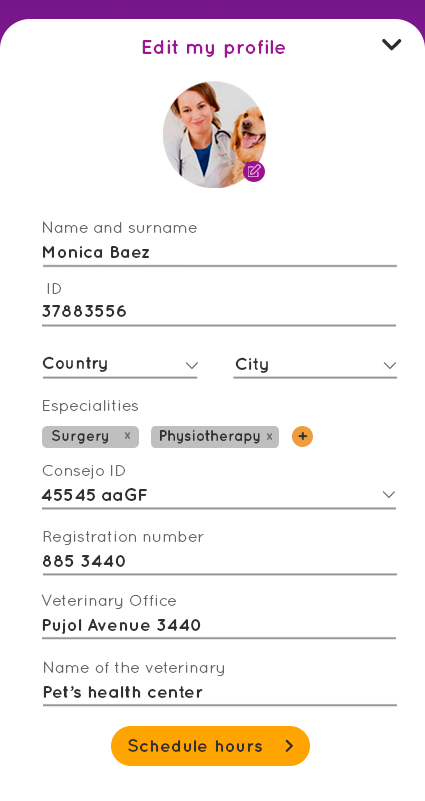 Edit my profile
Name and surname
Monica Baez
ID
37883556
Country City
Especialities
Surgery x Physiotherapy x +
Consejo ID
45545 aaGF
Registration number
885 3440
Veterinary Office
Pujol Avenue 3440
Name of the veterinary
Pet's health center
Schedule hours